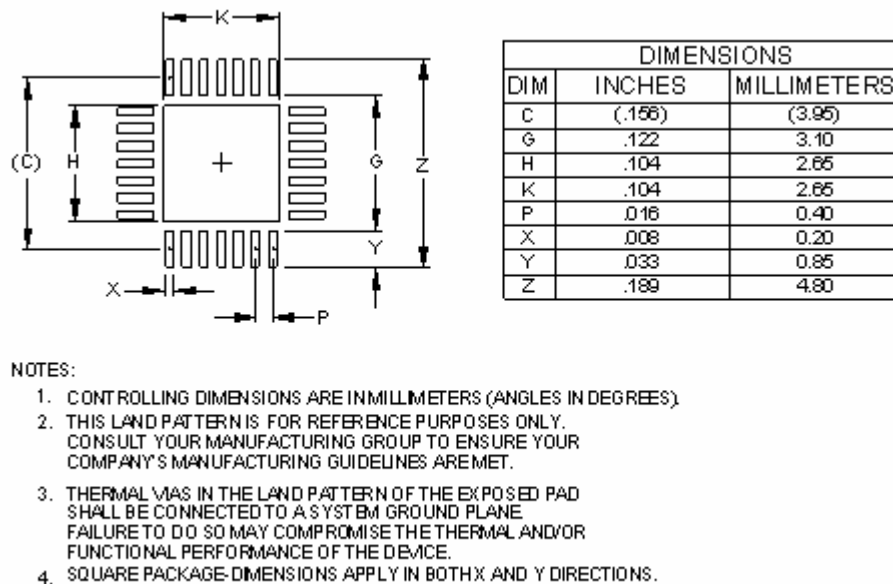 K
(C)
H
G
Z
Y
X
P
DIMENSIONS
DIM INCHES MILLIMETERS
C (.156) (3.95)
G .122 3.10
H .104 2.65
K .104 2.65
P .016 0.40
X .008 0.20
Y .033 0.85
Z .189 4.80
NOTES:
1. CONTROLLING DIMENSIONS ARE IN MILLIMETERS (ANGLES IN DEGREES).
2. THIS LAND PATTERN IS FOR REFERENCE PURPOSES ONLY.
CONSULT YOUR MANUFACTURING GROUP TO ENSURE YOUR
COMPANY'S MANUFACTURING GUIDELINES ARE MET.
3. THERMAL VIAS IN THE LAND PATTERN OF THE EXPOSED PAD
SHALL BE CONNECTED TO A SYSTEM GROUND PLANE.
FAILURE TO DO SO MAY COMPROMISE THE THERMAL AND/OR
FUNCTIONAL PERFORMANCE OF THE DEVICE.
4. SQUARE PACKAGE-DIMENSIONS APPLY IN BOTH X AND Y DIRECTIONS.